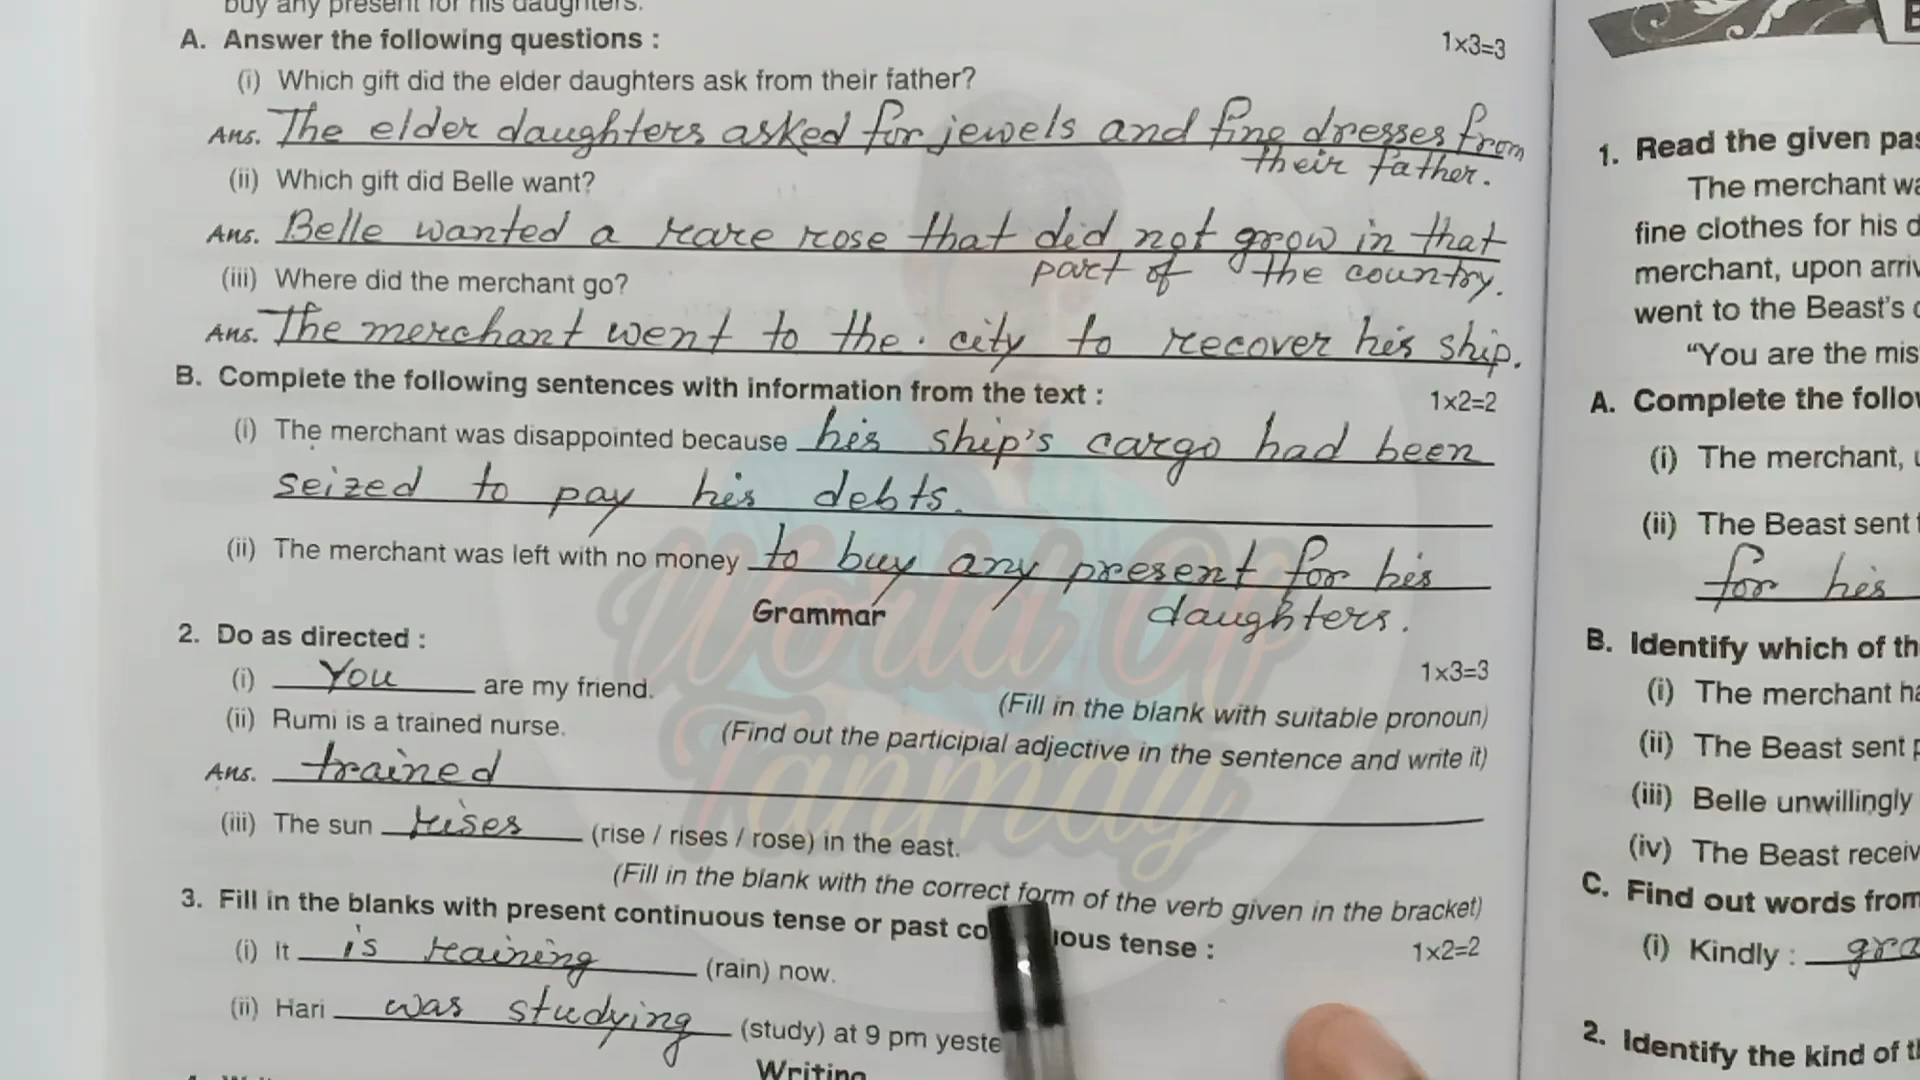 buy any present for his daughters.
A. Answer the following questions : 1×3=3
(i) Which gift did the elder daughters ask from their father?
Ans. The elder daughters asked for jewels and fine dresses from
their father.
(ii) Which gift did Belle want?
Ans. Belle wanted a rare rose that did not grow in that
part of the country.
(iii) Where did the merchant go?
Ans. The merchant went to the city to recover his ship.
B. Complete the following sentences with information from the text : 1×2=2
(i) The merchant was disappointed because his ship's cargo had been
seized to pay his debts.
(ii) The merchant was left with no money to buy any present for his
daughters.
Grammar
2. Do as directed : 1×3=3
(i) You are my friend. (Fill in the blank with suitable pronoun)
(ii) Rumi is a trained nurse. (Find out the participial adjective in the sentence and write it)
Ans. trained
(iii) The sun rises (rise / rises / rose) in the east.
(Fill in the blank with the correct form of the verb given in the bracket)
3. Fill in the blanks with present continuous tense or past co ious tense : 1×2=2
(i) It is raining (rain) now.
(ii) Hari was studying (study) at 9 pm yeste
Writing
World Of
Tanmay
1. Read the given pas
The merchant wa
fine clothes for his d
merchant, upon arriv
went to the Beast's c
"You are the mis
A. Complete the follow
(i) The merchant, u
(ii) The Beast sent f
for his
B. Identify which of th
(i) The merchant ha
(ii) The Beast sent p
(iii) Belle unwillingly
(iv) The Beast receiv
C. Find out words from
(i) Kindly : gra
2. Identify the kind of th